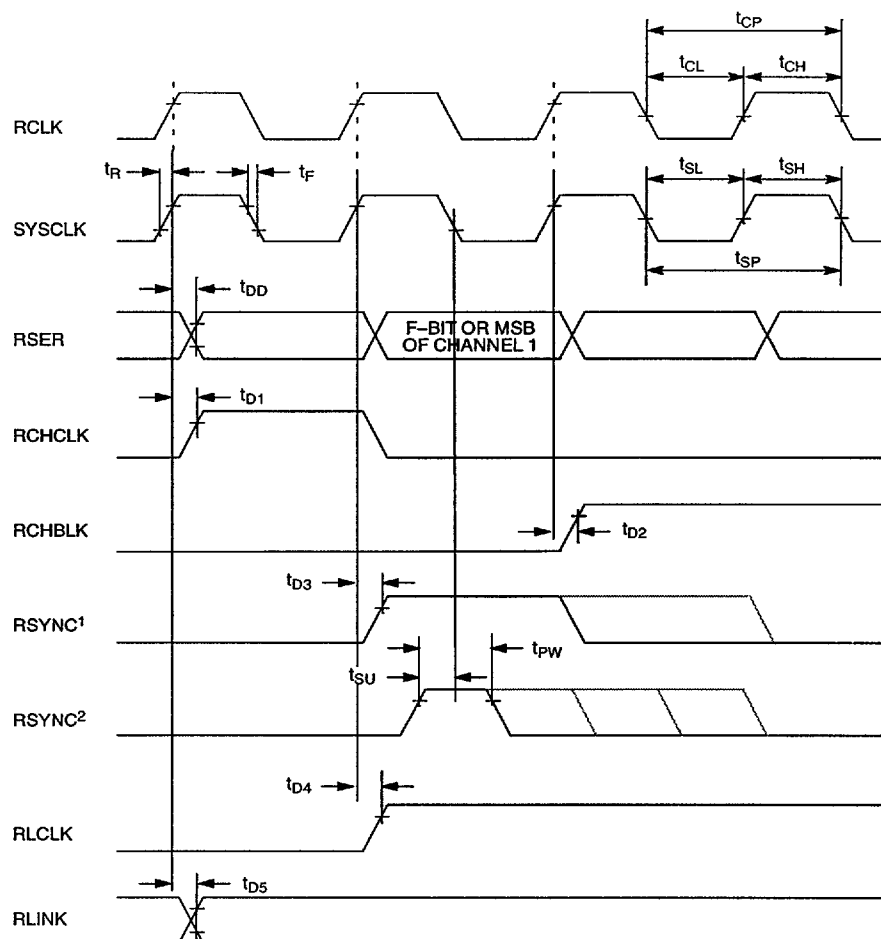 tCP
tCL tCH
RCLK
tR tF tSL tSH
SYSCLK
tSP
tDD
RSER F–BIT OR MSB
OF CHANNEL 1
tD1
RCHCLK
RCHBLK tD2
tD3
RSYNC1
tPW
tSU
RSYNC2
tD4
RLCLK
tD5
RLINK